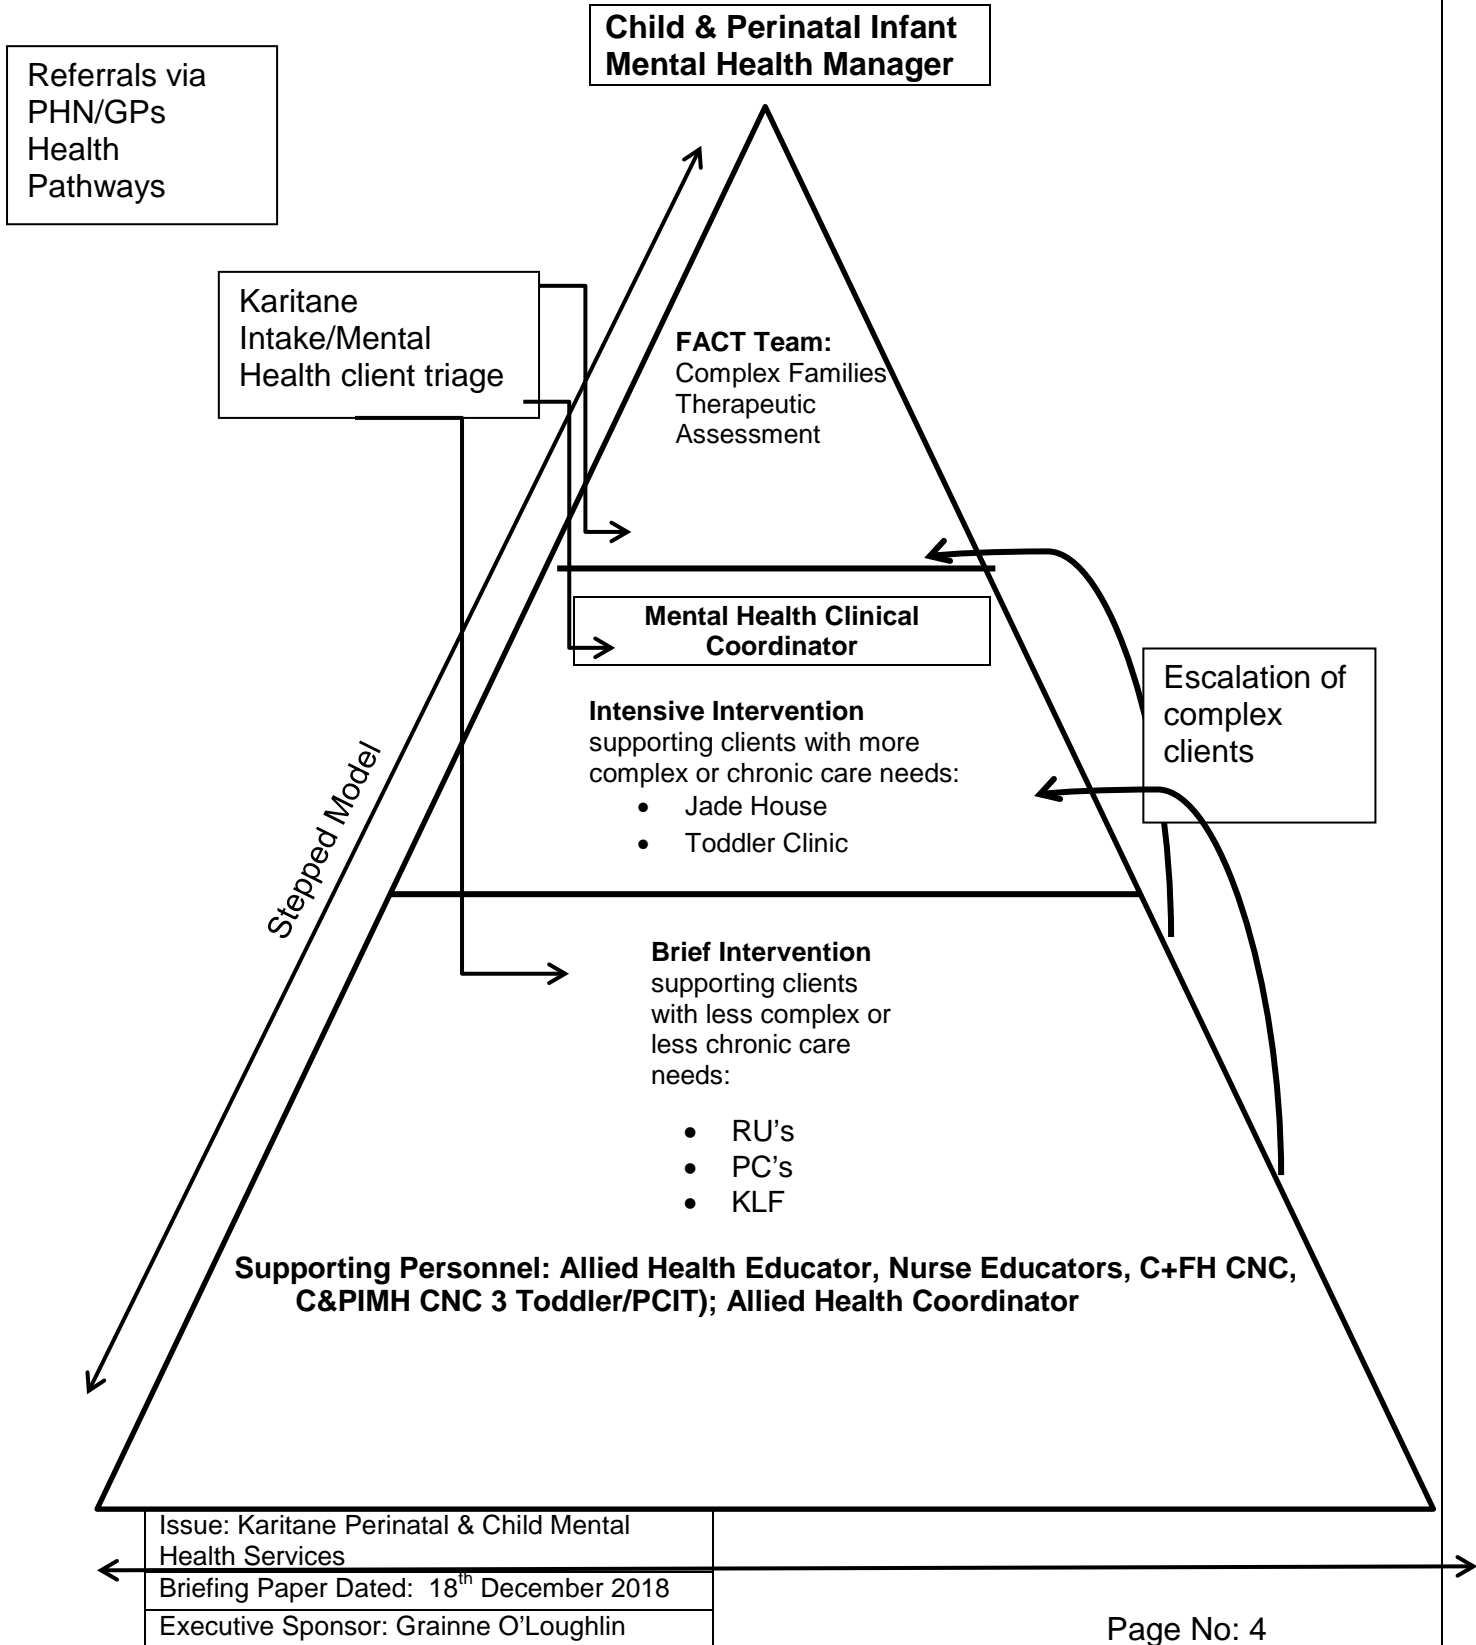 Child & Perinatal Infant
Mental Health Manager
Referrals via
PHN/GPs
Health
Pathways
Karitane
Intake/Mental
Health client triage
FACT Team:
Complex Families
Therapeutic
Assessment
Mental Health Clinical
Coordinator
Escalation of
complex
clients
Intensive Intervention
supporting clients with more
complex or chronic care needs:
• Jade House
• Toddler Clinic
Stepped Model
Brief Intervention
supporting clients
with less complex or
less chronic care
needs:
• RU's
• PC's
• KLF
Supporting Personnel: Allied Health Educator, Nurse Educators, C+FH CNC,
C&PIMH CNC 3 Toddler/PCIT); Allied Health Coordinator
Issue: Karitane Perinatal & Child Mental
Health Services
Briefing Paper Dated: 18th December 2018
Executive Sponsor: Grainne O'Loughlin
Page No: 4